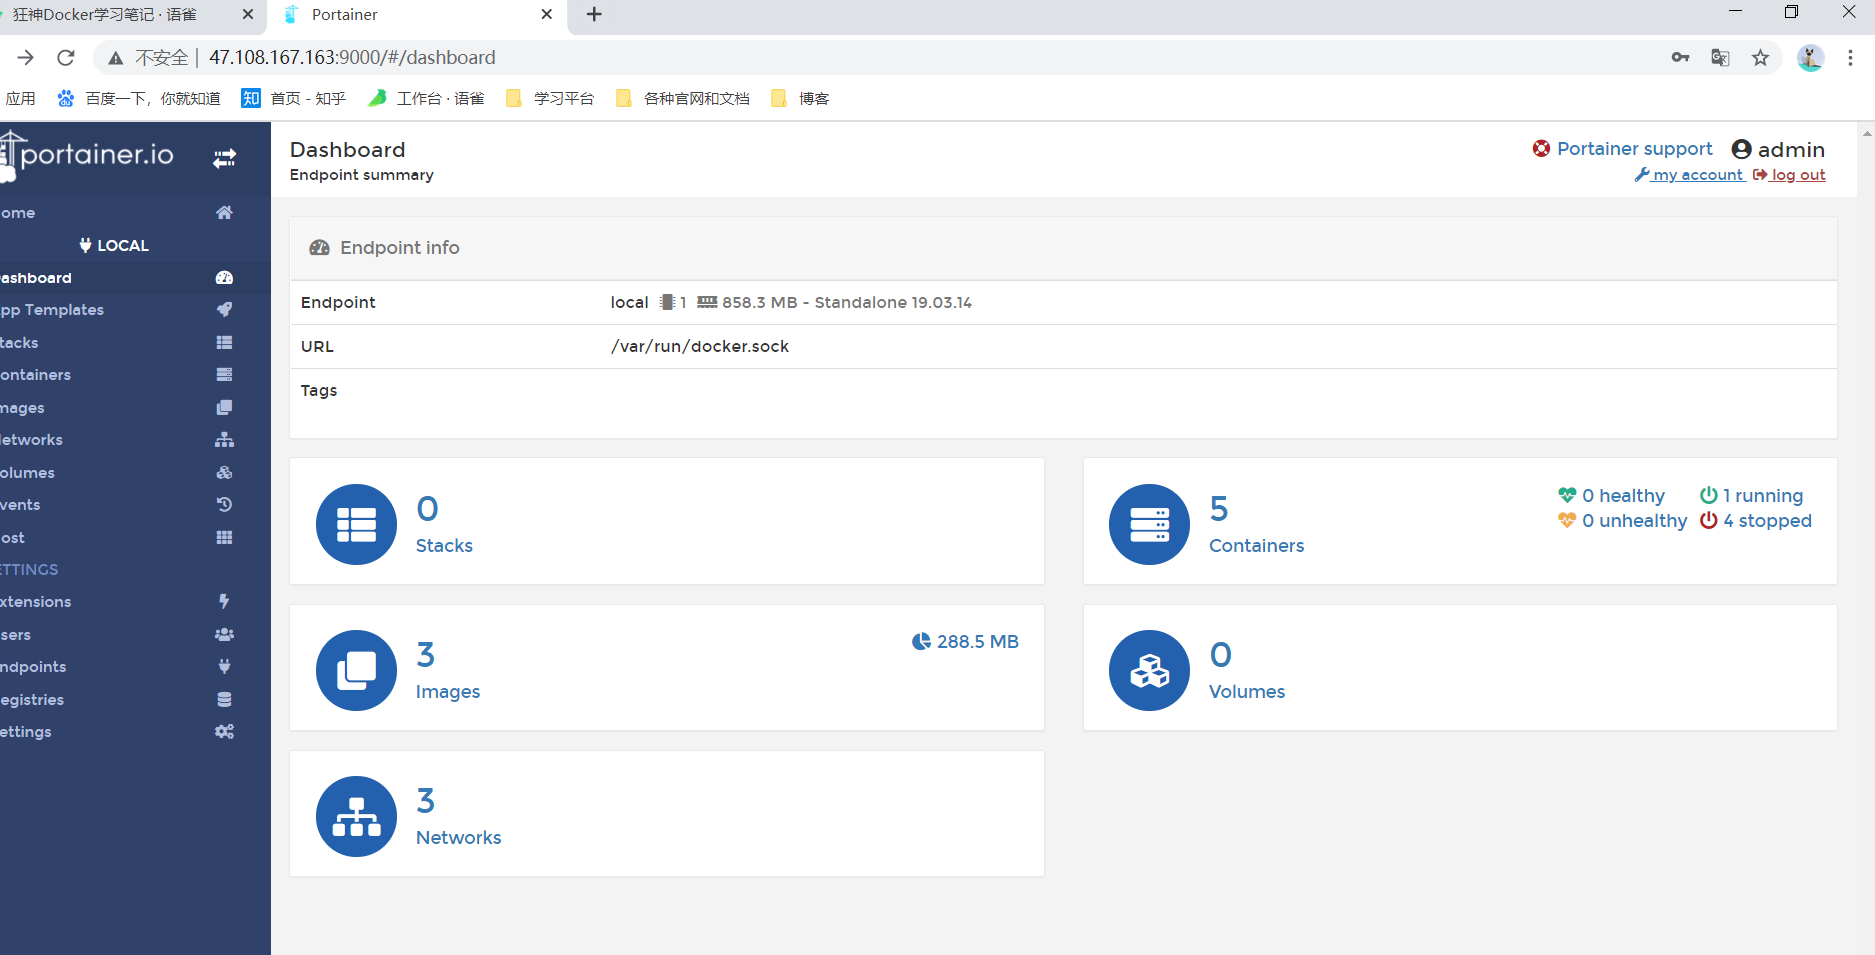 狂神Docker学习笔记 · 语雀
Portainer
不安全 | 47.108.167.163:9000/#/dashboard
应用 百度一下，你就知道 知 首页 - 知乎 工作台 · 语雀 学习平台 各种官网和文档 博客
portainer.io
ome
LOCAL
ashboard
pp Templates
tacks
ontainers
mages
etworks
olumes
vents
ost
ETTINGS
xtensions
sers
ndpoints
egistries
ettings
Dashboard
Endpoint summary
Portainer support admin
my account log out
Endpoint info
Endpoint local 1 858.3 MB - Standalone 19.03.14
URL /var/run/docker.sock
Tags
0
Stacks
5
Containers
0 healthy 1 running
0 unhealthy 4 stopped
3
Images
288.5 MB
0
Volumes
3
Networks